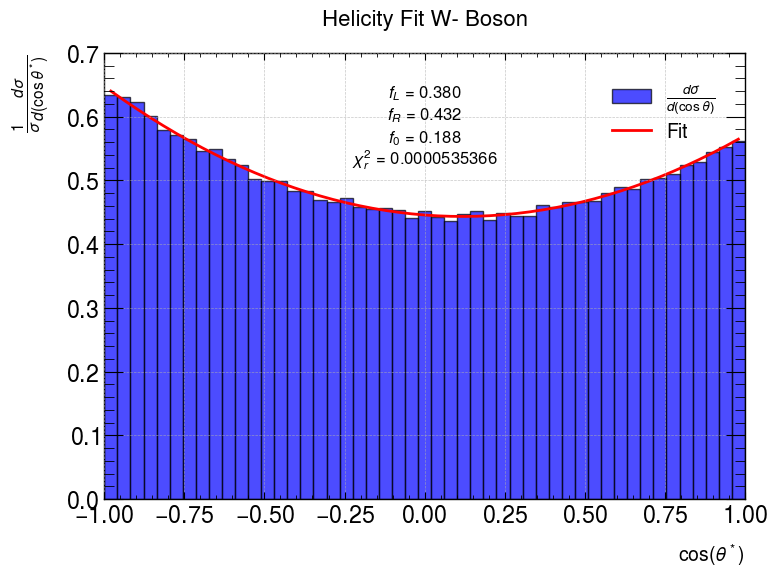 Helicity Fit W- Boson
1/σ dσ/d(cos θ*)
f_L = 0.380
f_R = 0.432
f_0 = 0.188
χ_r^2 = 0.0000535366
dσ/d(cos θ)
Fit
0.7
0.6
0.5
0.4
0.3
0.2
0.1
0.0
−1.00 −0.75 −0.50 −0.25 0.00 0.25 0.50 0.75 1.00
cos(θ*)